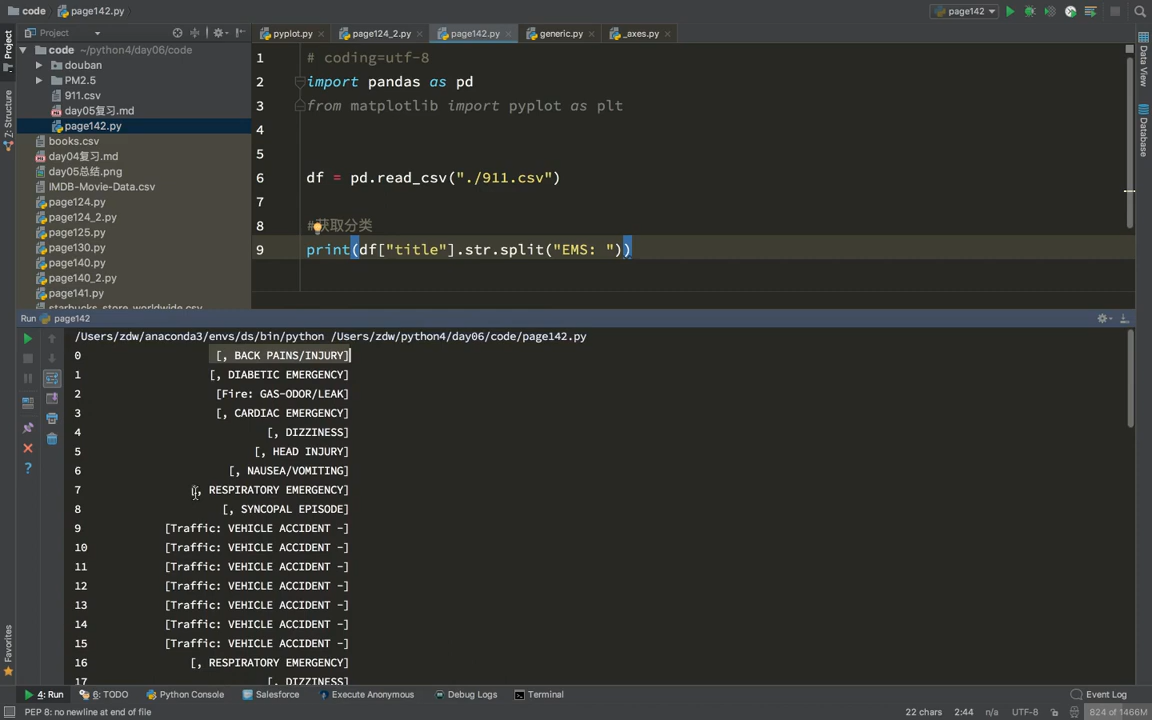 code
page142.py
page142
Project
pyplot.py
page124_2.py
page142.py
generic.py
_axes.py
code ~/python4/day06/code
douban
PM2.5
911.csv
day05复习.md
page142.py
books.csv
day04复习.md
day05总结.png
IMDB-Movie-Data.csv
page124.py
page124_2.py
page125.py
page130.py
page140.py
page140_2.py
page141.py
starbucks_store_worldwide.csv
1 # coding=utf-8
2 import pandas as pd
3 from matplotlib import pyplot as plt
4
5
6 df = pd.read_csv("./911.csv")
7
8 #获取分类
9 print(df["title"].str.split("EMS: "))
Project
Z: Structure
Favorites
Data View
Database
Run page142
/Users/zdw/anaconda3/envs/ds/bin/python /Users/zdw/python4/day06/code/page142.py
0 [, BACK PAINS/INJURY]
1 [, DIABETIC EMERGENCY]
2 [Fire: GAS-ODOR/LEAK]
3 [, CARDIAC EMERGENCY]
4 [, DIZZINESS]
5 [, HEAD INJURY]
6 [, NAUSEA/VOMITING]
7 [, RESPIRATORY EMERGENCY]
8 [, SYNCOPAL EPISODE]
9 [Traffic: VEHICLE ACCIDENT -]
10 [Traffic: VEHICLE ACCIDENT -]
11 [Traffic: VEHICLE ACCIDENT -]
12 [Traffic: VEHICLE ACCIDENT -]
13 [Traffic: VEHICLE ACCIDENT -]
14 [Traffic: VEHICLE ACCIDENT -]
15 [Traffic: VEHICLE ACCIDENT -]
16 [, RESPIRATORY EMERGENCY]
17 [, DIZZINESS]
4: Run
6: TODO
Python Console
Salesforce
Execute Anonymous
Debug Logs
Terminal
Event Log
PEP 8: no newline at end of file
22 chars
2:44
n/a
UTF-8
824 of 1466M